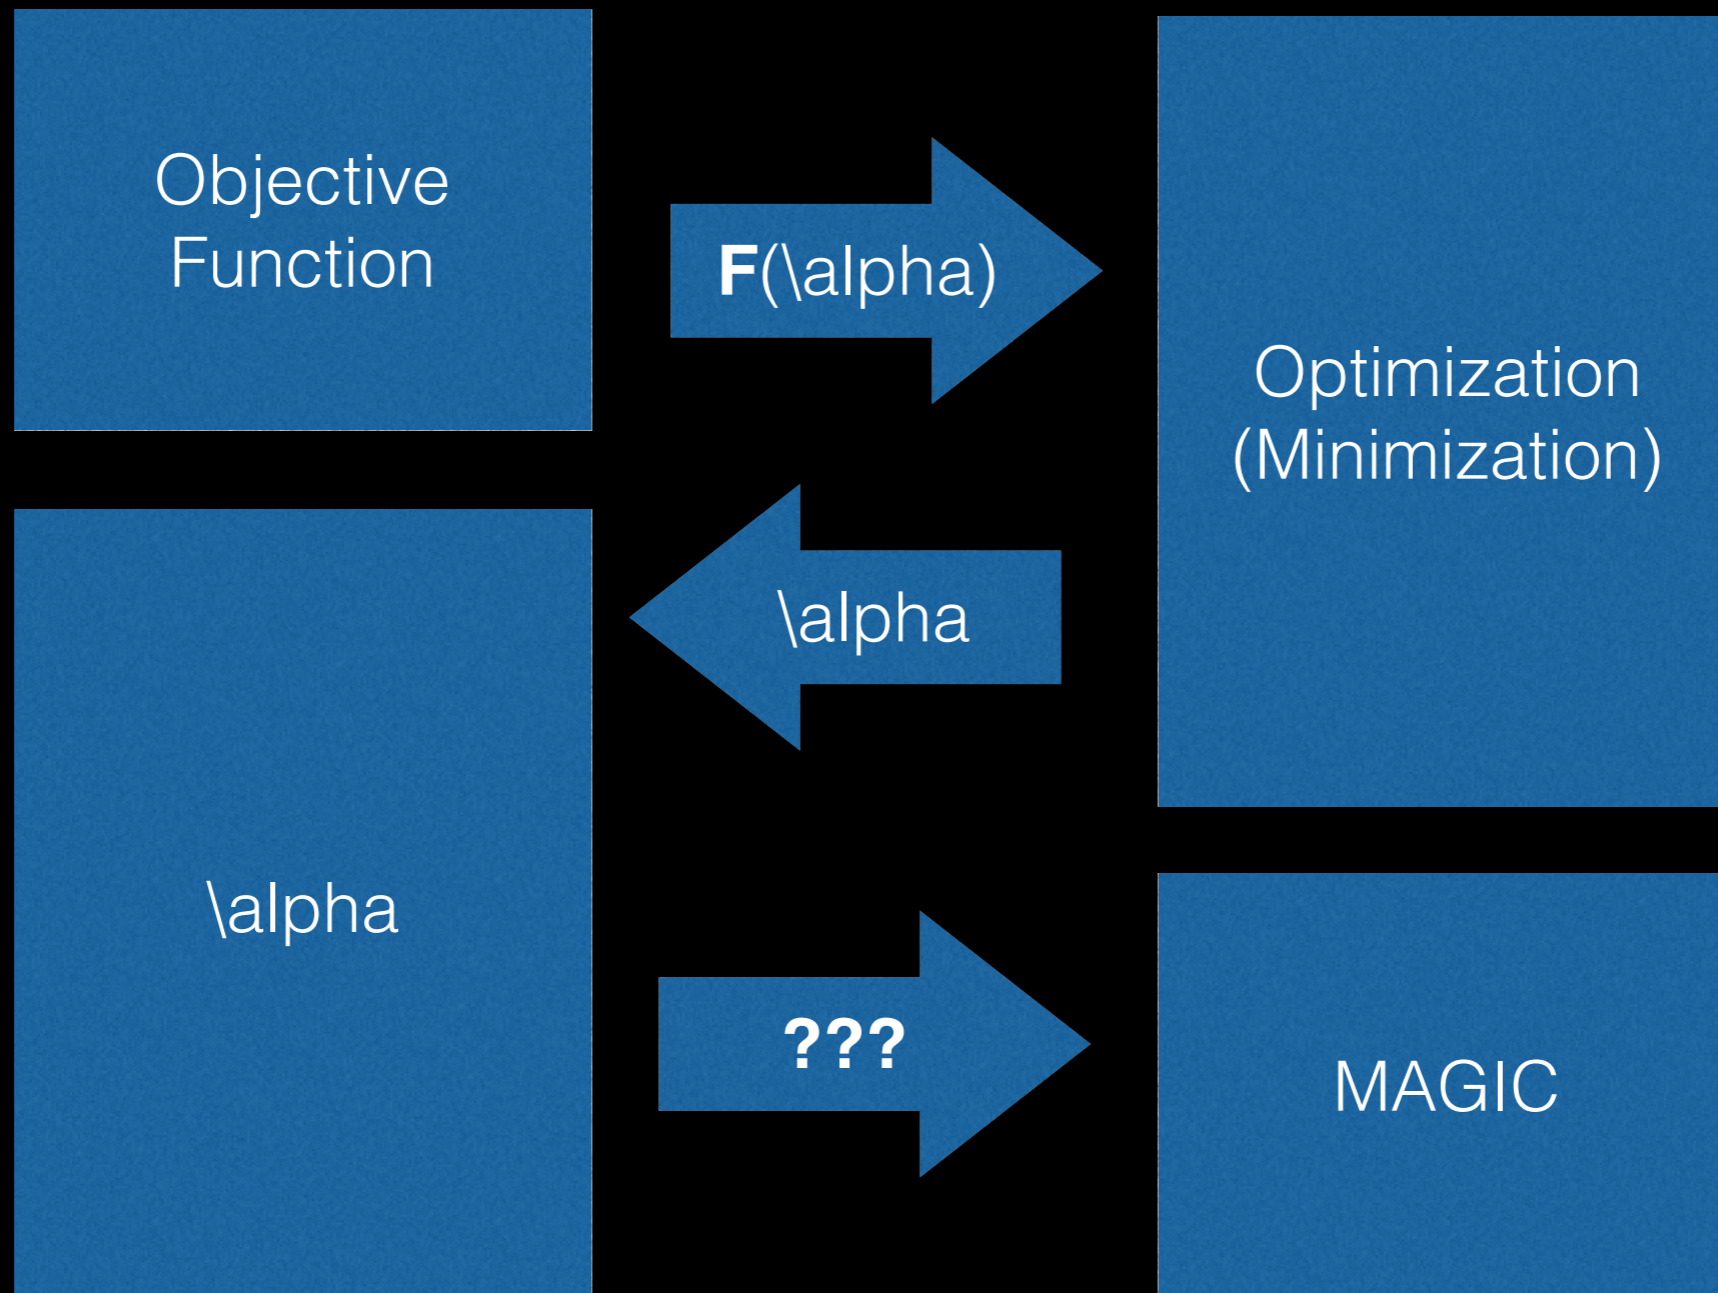 Objective
Function
F(\alpha)
Optimization
(Minimization)
\alpha
\alpha
???
MAGIC